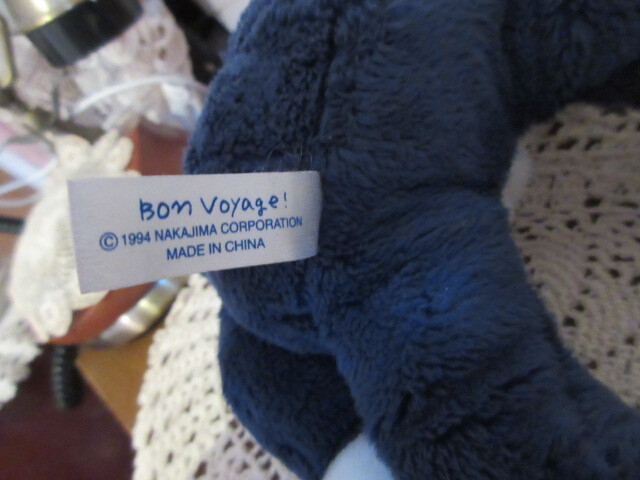 Bon Voyage!
© 1994 NAKAJIMA CORPORATION
MADE IN CHINA